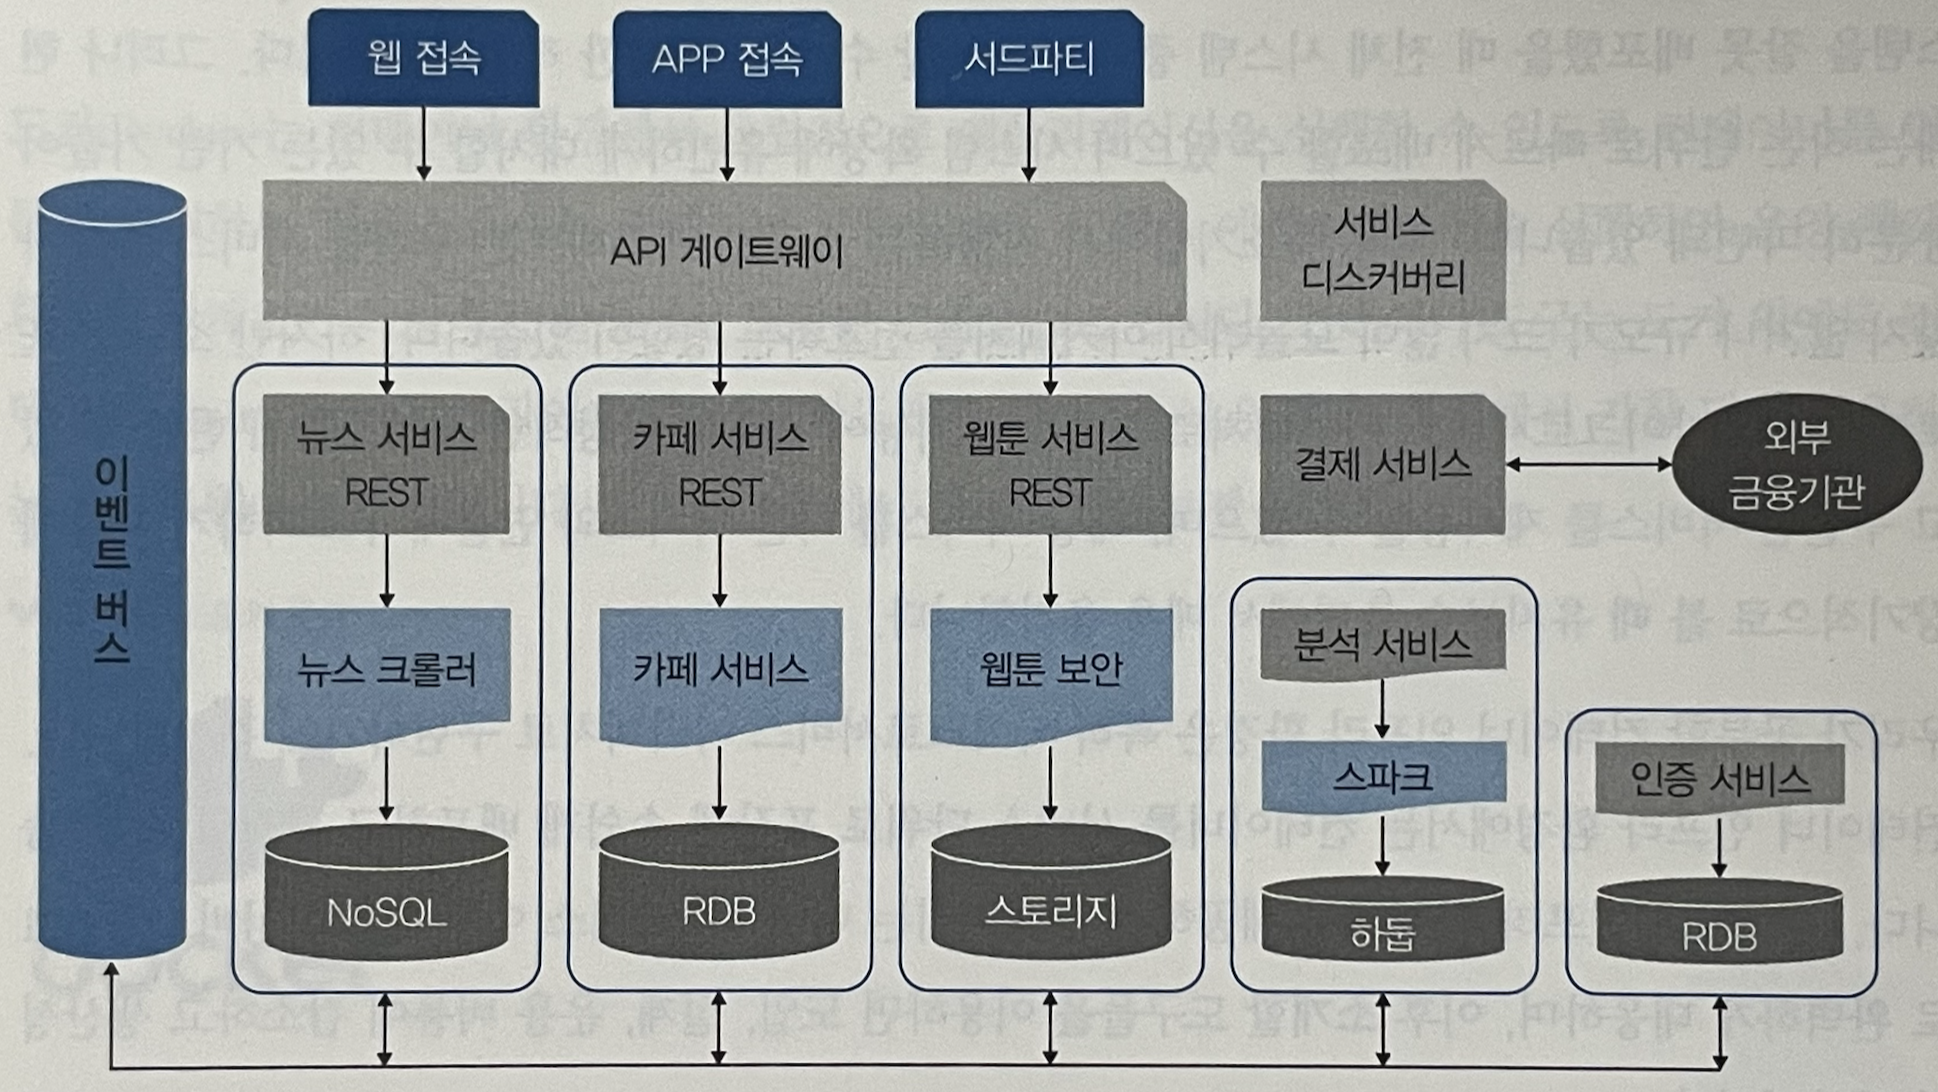 웹 접속
APP 접속
서드파티
API 게이트웨이
서비스
디스커버리
이벤트 버스
뉴스 서비스
REST
카페 서비스
REST
웹툰 서비스
REST
결제 서비스
외부
금융기관
뉴스 크롤러
카페 서비스
웹툰 보안
분석 서비스
스파크
인증 서비스
NoSQL
RDB
스토리지
하둡
RDB